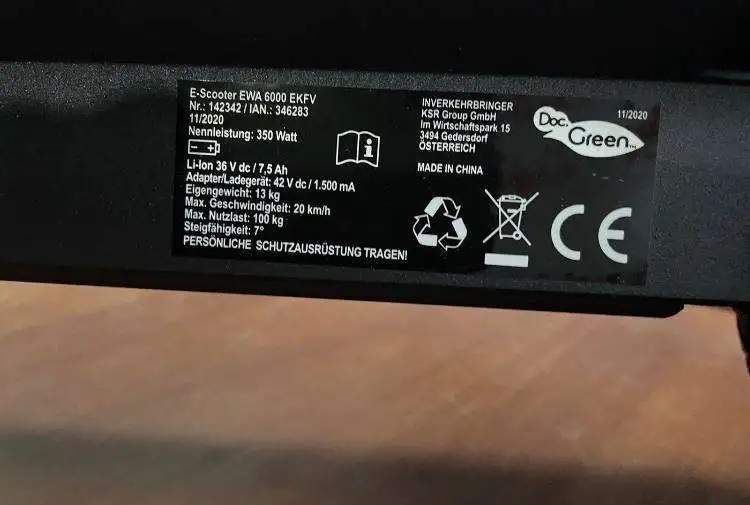 E-Scooter EWA 6000 EKFV
Nr.: 142342 / IAN.: 346283
11/2020
Nennleistung: 350 Watt
Li-Ion 36 V dc / 7,5 Ah
Adapter/Ladegerät: 42 V dc / 1.500 mA
Eigengewicht: 13 kg
Max. Geschwindigkeit: 20 km/h
Max. Nutzlast: 100 kg
Steigfähigkeit: 7°
PERSÖNLICHE SCHUTZAUSRÜSTUNG TRAGEN!
INVERKEHRBRINGER
KSR Group GmbH
Im Wirtschaftspark 15
3494 Gedersdorf
ÖSTERREICH
MADE IN CHINA
11/2020
Doc.
Green™
CE